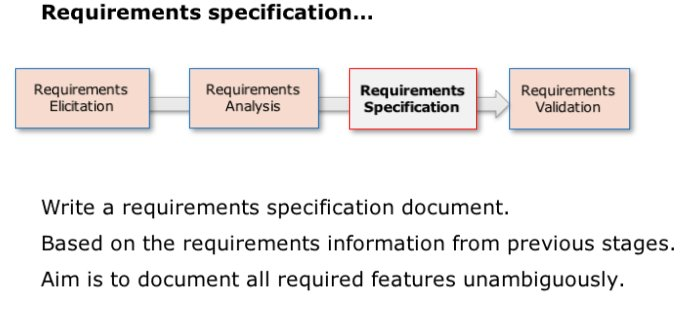 Requirements specification...
Requirements
Elicitation
Requirements
Analysis
Requirements
Specification
Requirements
Validation
Write a requirements specification document.
Based on the requirements information from previous stages.
Aim is to document all required features unambiguously.